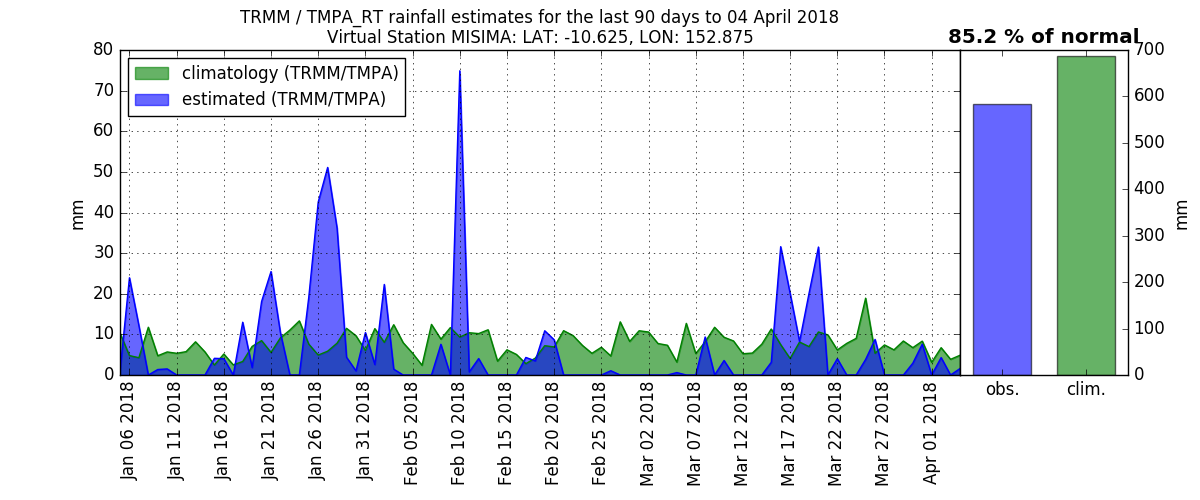 TRMM / TMPA_RT rainfall estimates for the last 90 days to 04 April 2018
Virtual Station MISIMA: LAT: -10.625, LON: 152.875
85.2 % of normal
climatology (TRMM/TMPA)
estimated (TRMM/TMPA)
80
70
60
50
40
30
20
10
0
mm
700
600
500
400
300
200
100
0
mm
Jan 06 2018
Jan 11 2018
Jan 16 2018
Jan 21 2018
Jan 26 2018
Jan 31 2018
Feb 05 2018
Feb 10 2018
Feb 15 2018
Feb 20 2018
Feb 25 2018
Mar 02 2018
Mar 07 2018
Mar 12 2018
Mar 17 2018
Mar 22 2018
Mar 27 2018
Apr 01 2018
obs.
clim.